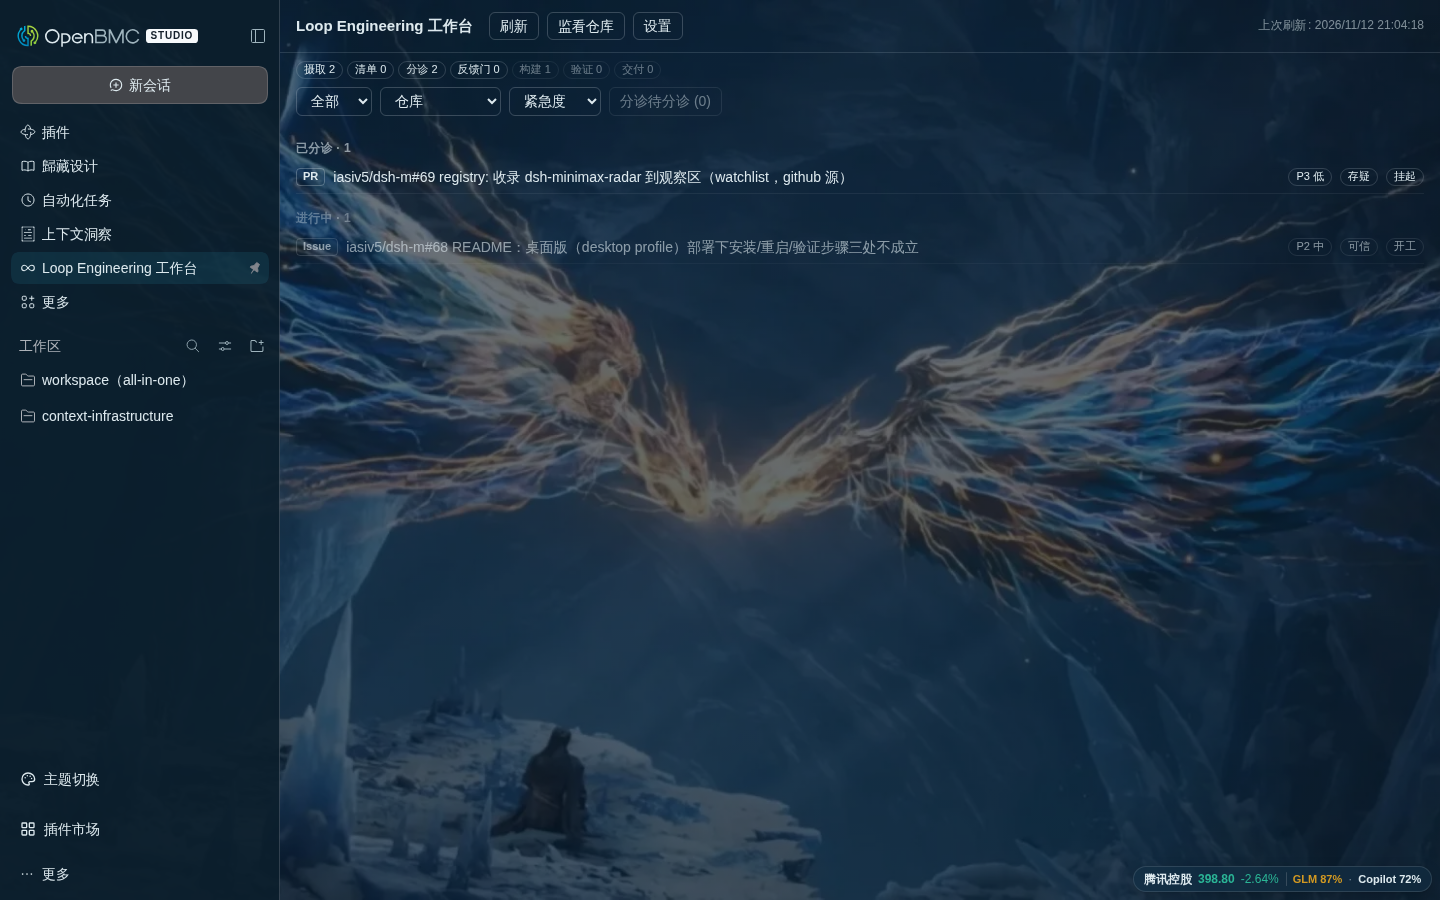 OpenBMC STUDIO
新会话
插件
歸藏设计
自动化任务
上下文洞察
Loop Engineering 工作台
更多
工作区
workspace（all-in-one）
context-infrastructure
主题切换
插件市场
更多
Loop Engineering 工作台 刷新 监看仓库 设置 上次刷新: 2026/11/12 21:04:18
摄取 2 清单 0 分诊 2 反馈门 0 构建 1 验证 0 交付 0
全部 仓库 紧急度 分诊待分诊 (0)
已分诊 · 1
PR iasiv5/dsh-m#69 registry: 收录 dsh-minimax-radar 到观察区（watchlist，github 源） P3 低 存疑 挂起
进行中 · 1
Issue iasiv5/dsh-m#68 README：桌面版（desktop profile）部署下安装/重启/验证步骤三处不成立 P2 中 可信 开工
腾讯控股 398.80 -2.64% GLM 87% · Copilot 72%